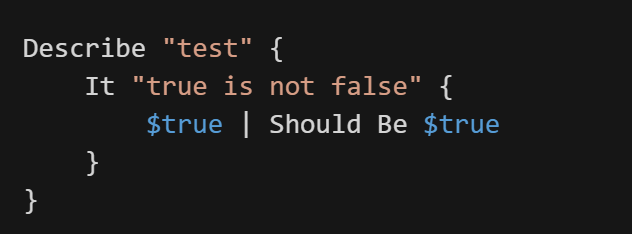 Describe "test" {
    It "true is not false" {
        $true | Should Be $true
    }
}